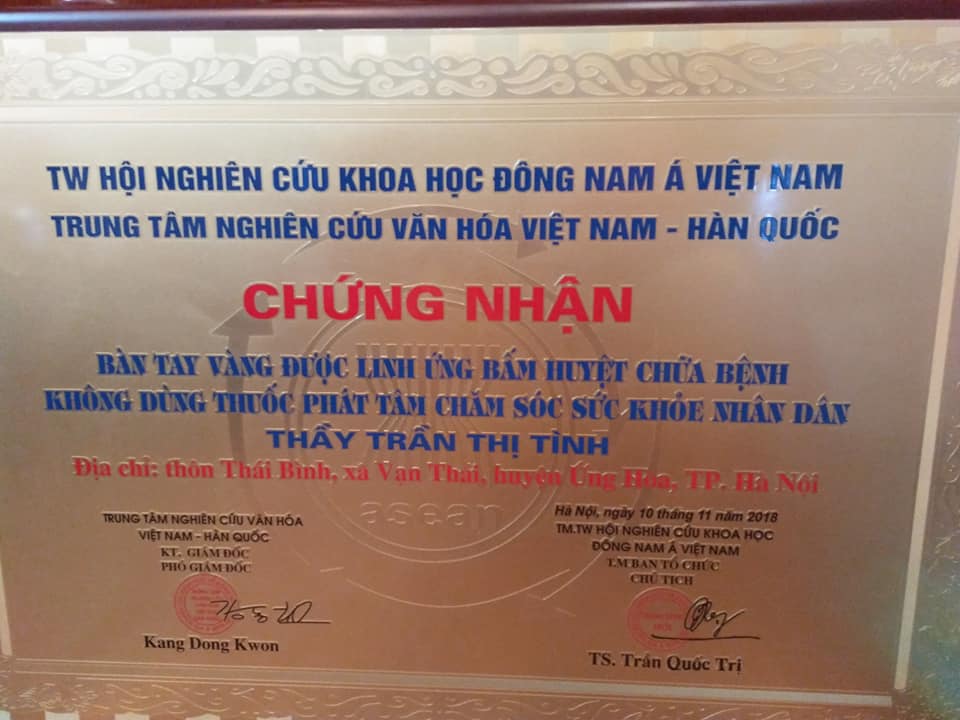 TW HỘI NGHIÊN CỨU KHOA HỌC ĐÔNG NAM Á VIỆT NAM
TRUNG TÂM NGHIÊN CỨU VĂN HÓA VIỆT NAM - HÀN QUỐC
CHỨNG NHẬN
BÀN TAY VÀNG ĐƯỢC LINH ỨNG BẤM HUYỆT CHỮA BỆNH
KHÔNG DÙNG THUỐC PHÁT TÂM CHĂM SÓC SỨC KHỎE NHÂN DÂN
THẦY TRẦN THỊ TÌNH
Địa chỉ: thôn Thái Bình, xã Vạn Thái, huyện Ứng Hòa, TP. Hà Nội
asean
TRUNG TÂM NGHIÊN CỨU VĂN HÓA
VIỆT NAM - HÀN QUỐC
KT. GIÁM ĐỐC
PHÓ GIÁM ĐỐC
Kang Dong Kwon
Hà Nội, ngày 10 tháng 11 năm 2018
TM.TW HỘI NGHIÊN CỨU KHOA HỌC
ĐÔNG NAM Á VIỆT NAM
T.M BAN TỔ CHỨC
CHỦ TỊCH
TS. Trần Quốc Trị